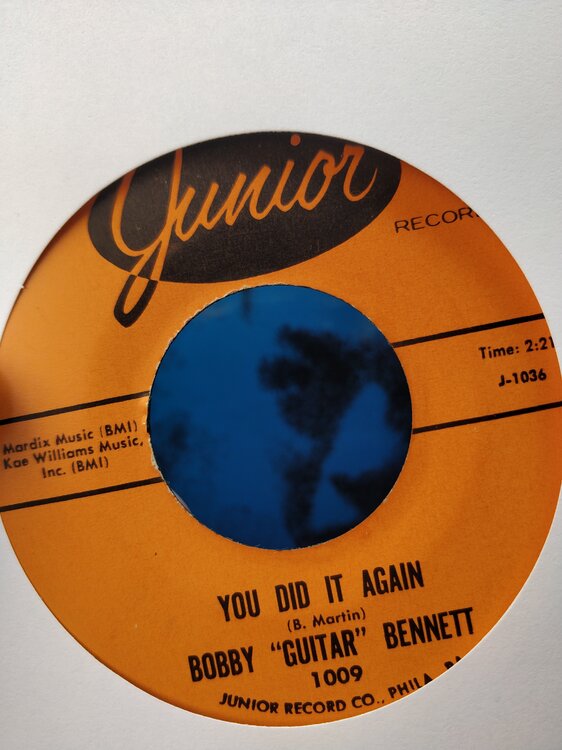 Junior
Time: 2:21
J-1036
Mardix Music (BMI)
Kae Williams Music,
Inc. (BMI)
YOU DID IT AGAIN
(B. Martin)
BOBBY "GUITAR" BENNETT
1009
JUNIOR RECORD CO., PHILA